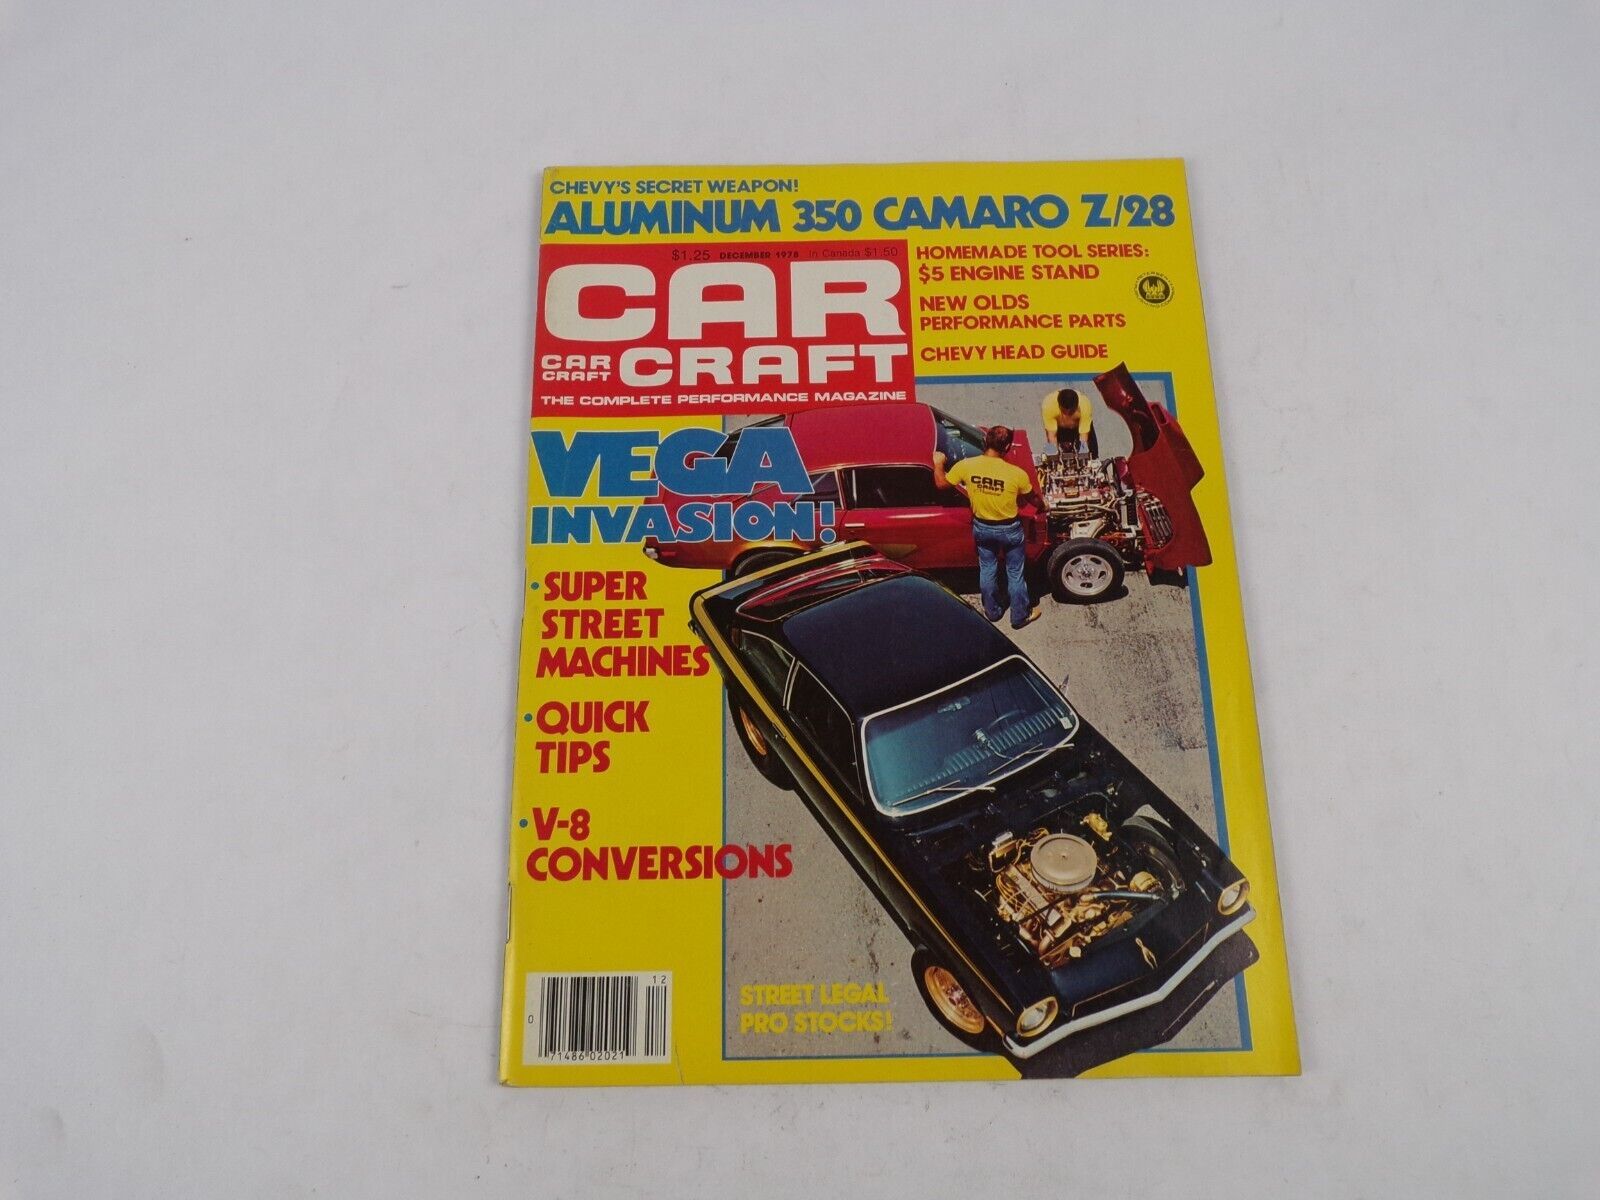 CHEVY'S SECRET WEAPON!
ALUMINUM 350 CAMARO Z/28
$1.25 DECEMBER 1978 In Canada $1.50
CAR
CRAFT
CAR
CRAFT
THE COMPLETE PERFORMANCE MAGAZINE
HOMEMADE TOOL SERIES:
$5 ENGINE STAND
NEW OLDS
PERFORMANCE PARTS
CHEVY HEAD GUIDE
VEGA
INVASION!
CAR
CRAFT
• SUPER
STREET
MACHINES
• QUICK
TIPS
• V-8
CONVERSIONS
STREET LEGAL
PRO STOCKS!
12
0
71486 02021